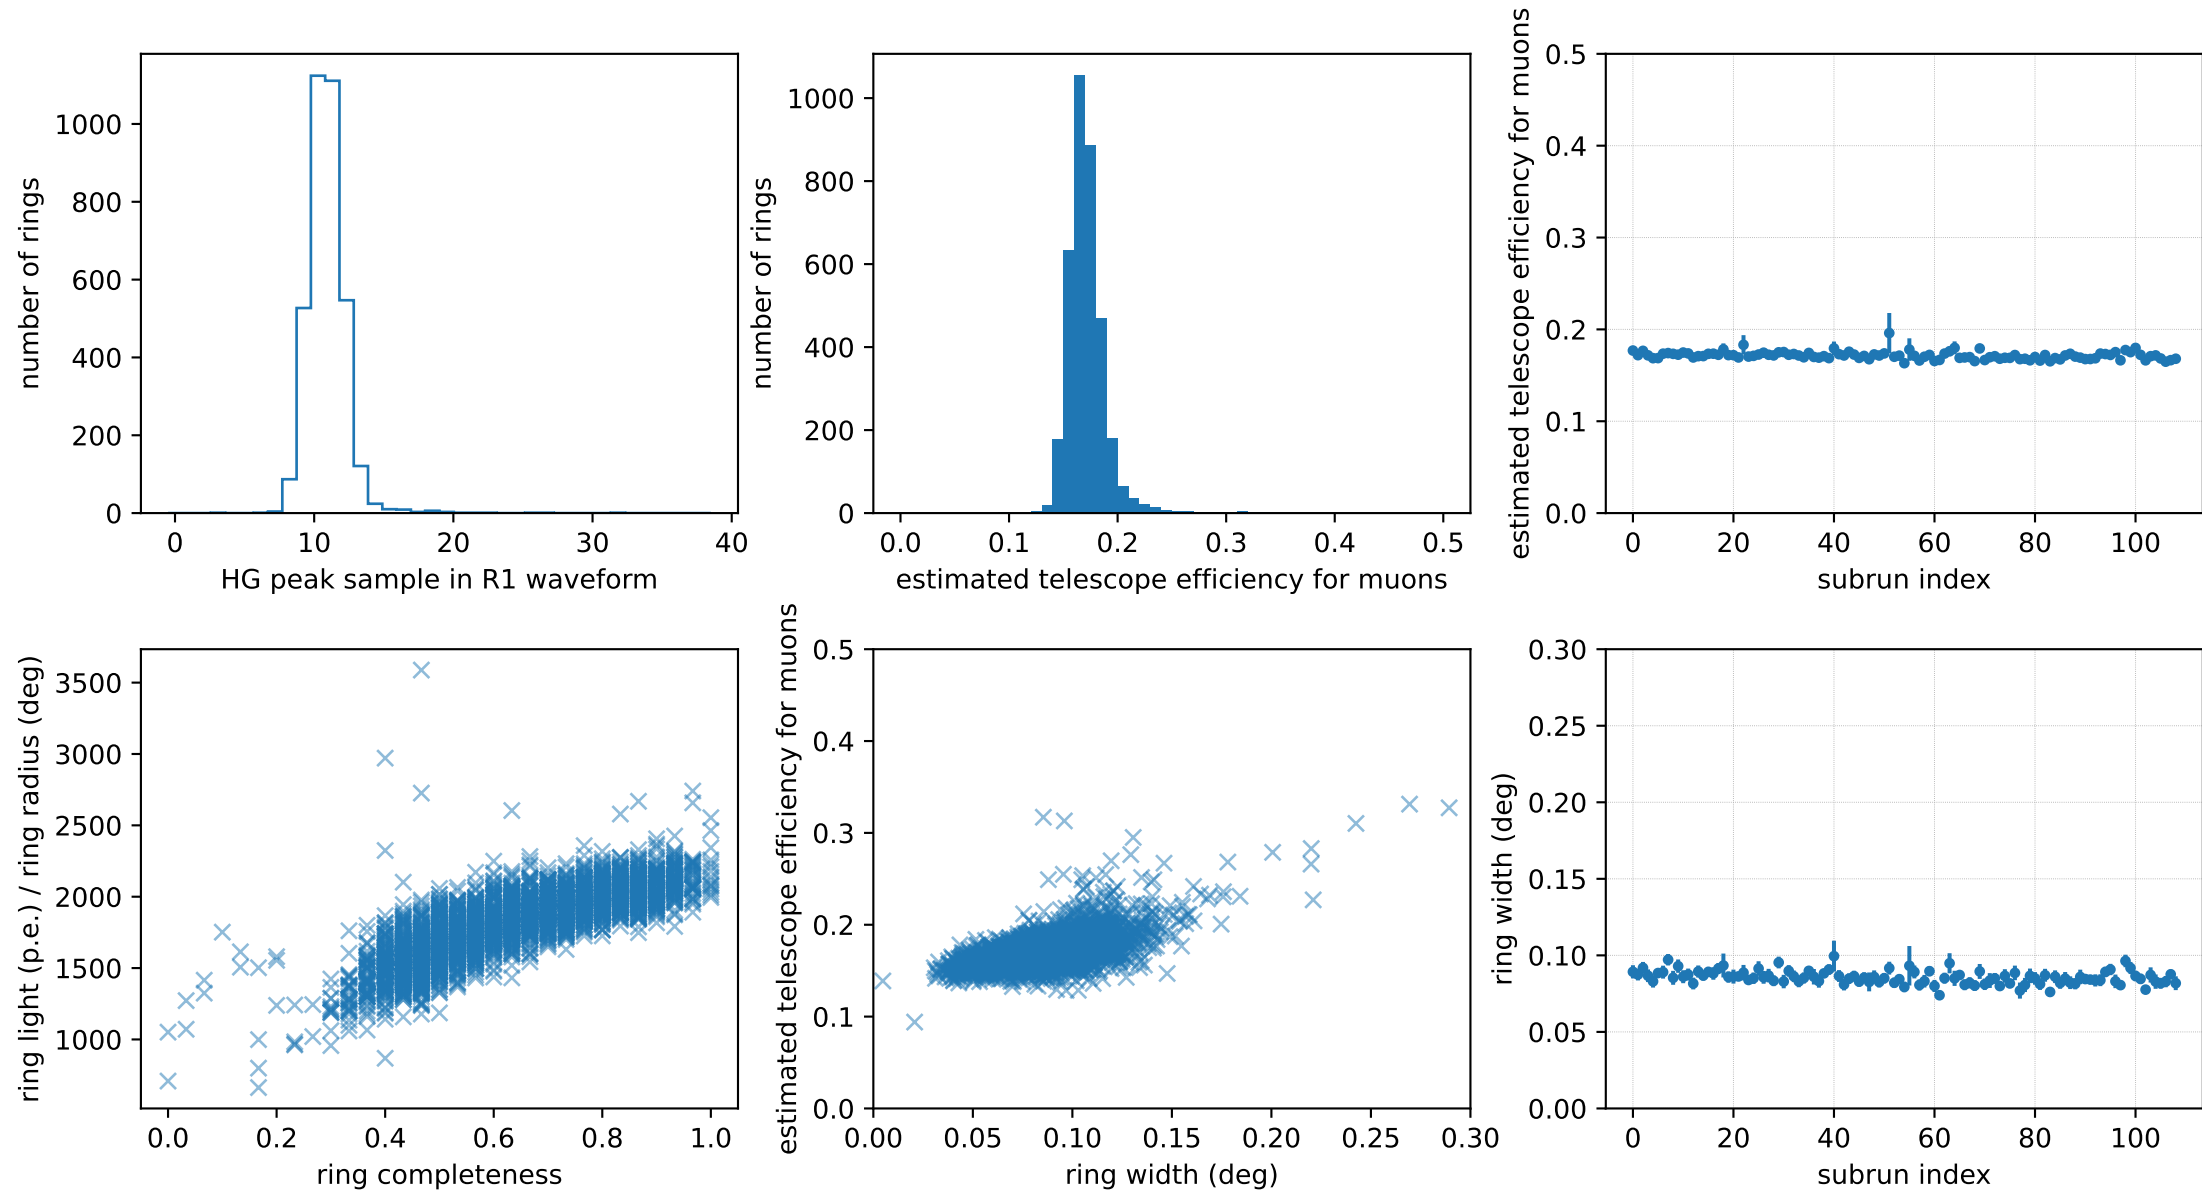 number of rings
1000
800
600
400
200
0
0 10 20 30 40
HG peak sample in R1 waveform
number of rings
1000
800
600
400
200
0
0.0 0.1 0.2 0.3 0.4 0.5
estimated telescope efficiency for muons
estimated telescope efficiency for muons
0.5
0.4
0.3
0.2
0.1
0.0
0 20 40 60 80 100
subrun index
ring light (p.e.) / ring radius (deg)
3500
3000
2500
2000
1500
1000
0.0 0.2 0.4 0.6 0.8 1.0
ring completeness
estimated telescope efficiency for muons
0.5
0.4
0.3
0.2
0.1
0.0
0.00 0.05 0.10 0.15 0.20 0.25 0.30
ring width (deg)
ring width (deg)
0.30
0.25
0.20
0.15
0.10
0.05
0.00
0 20 40 60 80 100
subrun index